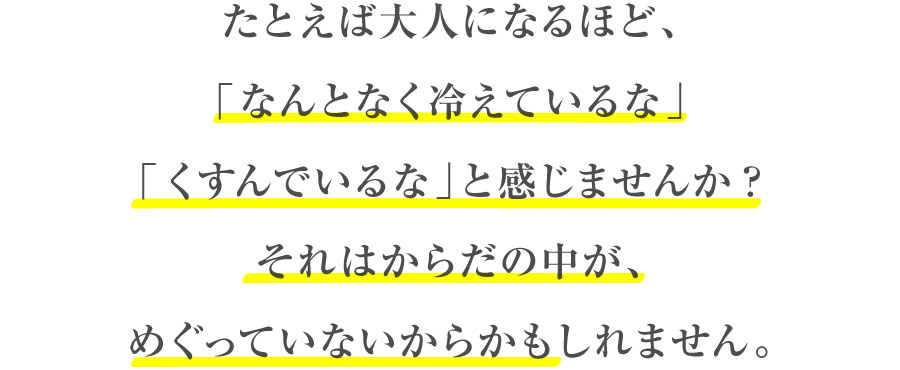 たとえば大人になるほど、
「なんとなく冷えているな」
「くすんでいるな」と感じませんか？
それはからだの中が、
めぐっていないからかもしれません。